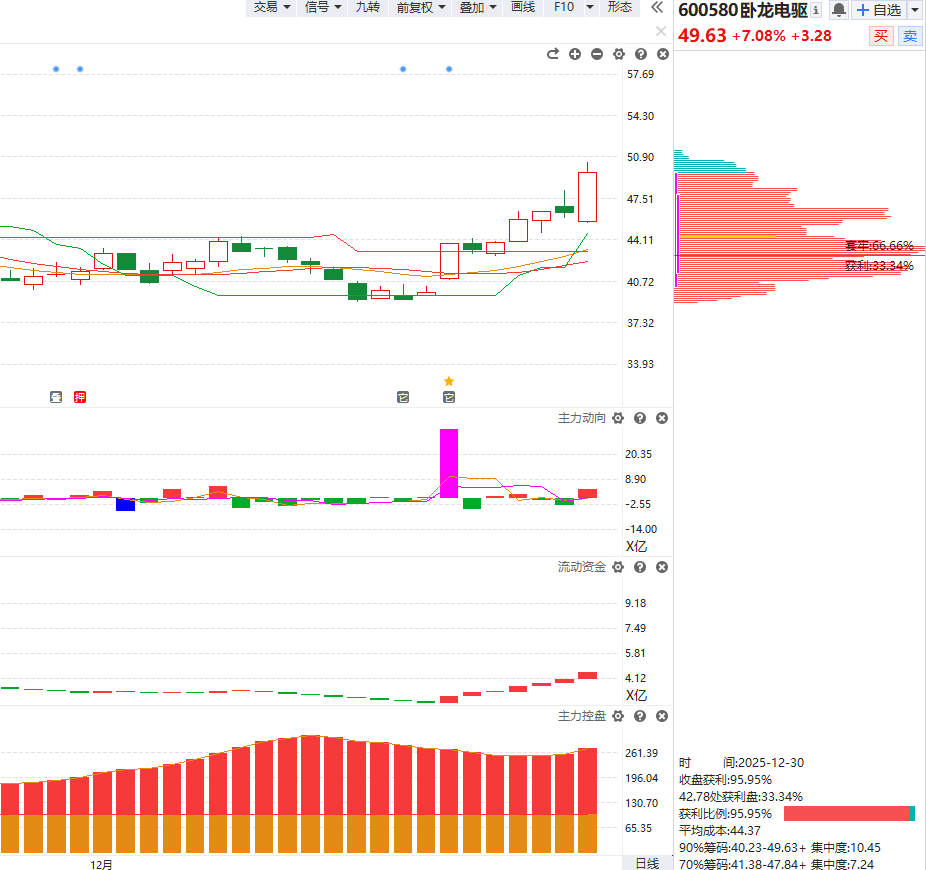 交易 信号 九转 前复权 叠加 画线 F10 形态
600580卧龙电驱 自选
49.63 +7.08% +3.28 买 卖
57.69
54.30
50.90
47.51
44.11
40.72
37.32
33.93
套牢:66.66%
获利:33.34%
叠 押 它 它
主力动向
20.35
8.90
-2.55
-14.00
X亿
流动资金
9.18
7.49
5.81
4.12
X亿
主力控盘
261.39
196.04
130.70
65.35
12月
日线
时 间:2025-12-30
收盘获利:95.95%
42.78处获利盘:33.34%
获利比例:95.95%
平均成本:44.37
90%筹码:40.23-49.63+ 集中度:10.45
70%筹码:41.38-47.84+ 集中度:7.24